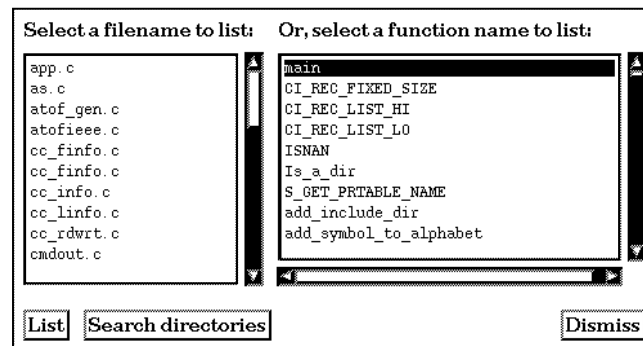 Select a filename to list:
Or, select a function name to list:
app.c
as.c
atof_gen.c
atofieee.c
cc_finfo.c
cc_finfo.c
cc_info.c
cc_linfo.c
cc_rdwrt.c
cmdout.c
main
CI_REC_FIXED_SIZE
CI_REC_LIST_HI
CI_REC_LIST_LO
ISNAN
Is_a_dir
S_GET_PRTABLE_NAME
add_include_dir
add_symbol_to_alphabet
List
Search directories
Dismiss